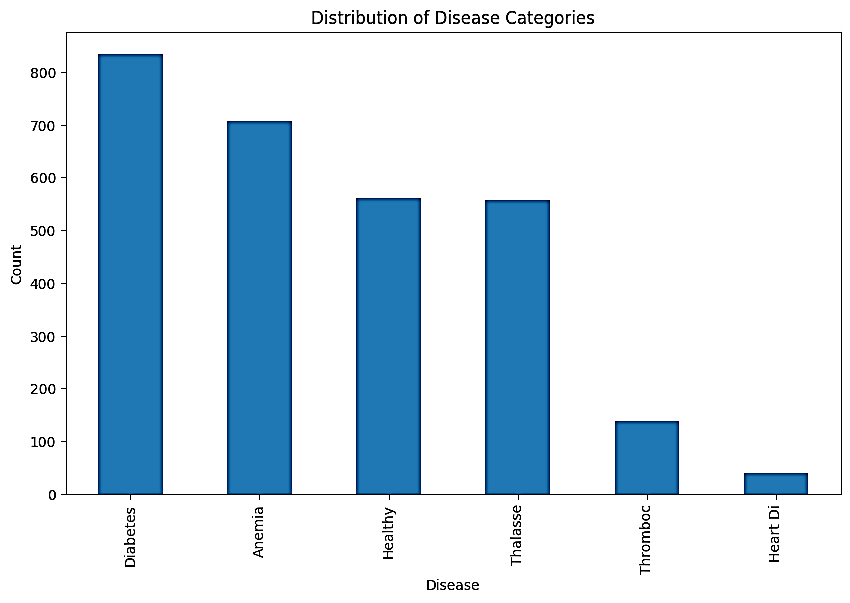 Distribution of Disease Categories
Count
800
700
600
500
400
300
200
100
0
Diabetes
Anemia
Healthy
Thalasse
Thromboc
Heart Di
Disease